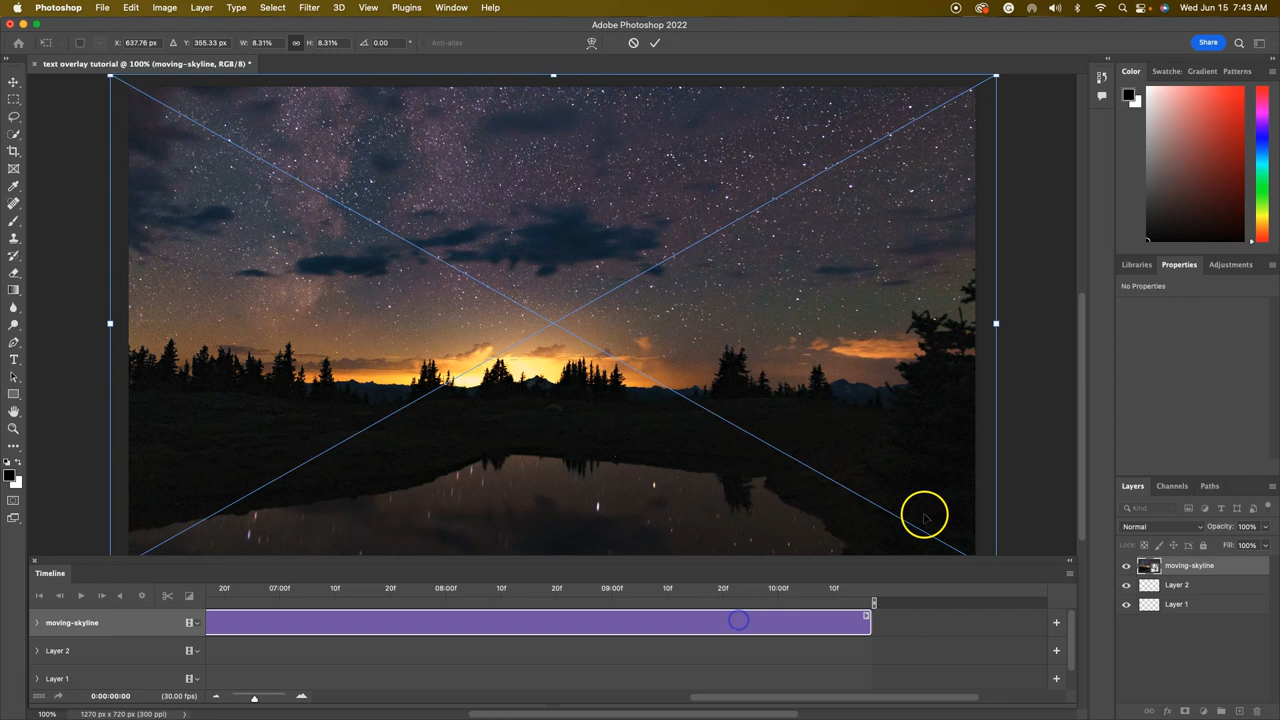 Photoshop File Edit Image Layer Type Select Filter 3D View Plugins Window Help Wed Jun 15 7:43 AM
Adobe Photoshop 2022
X: 637.76 px Y: 355.33 px W: 8.31% H: 8.31% 0.00 ° Anti-alias Share
text overlay tutorial @ 100% (moving-skyline, RGB/8) *
Color Swatche: Gradient Patterns
Libraries Properties Adjustments
No Properties
Layers Channels Paths
Kind
Normal Opacity: 100%
Lock: Fill: 100%
moving-skyline
Layer 2
Layer 1
Timeline
20f 07:00f 10f 20f 08:00f 10f 20f 09:00f 10f 20f 10:00f 10f
moving-skyline
Layer 2
Layer 1
0:00:00:00 (30.00 fps)
100% 1270 px x 720 px (300 ppi)